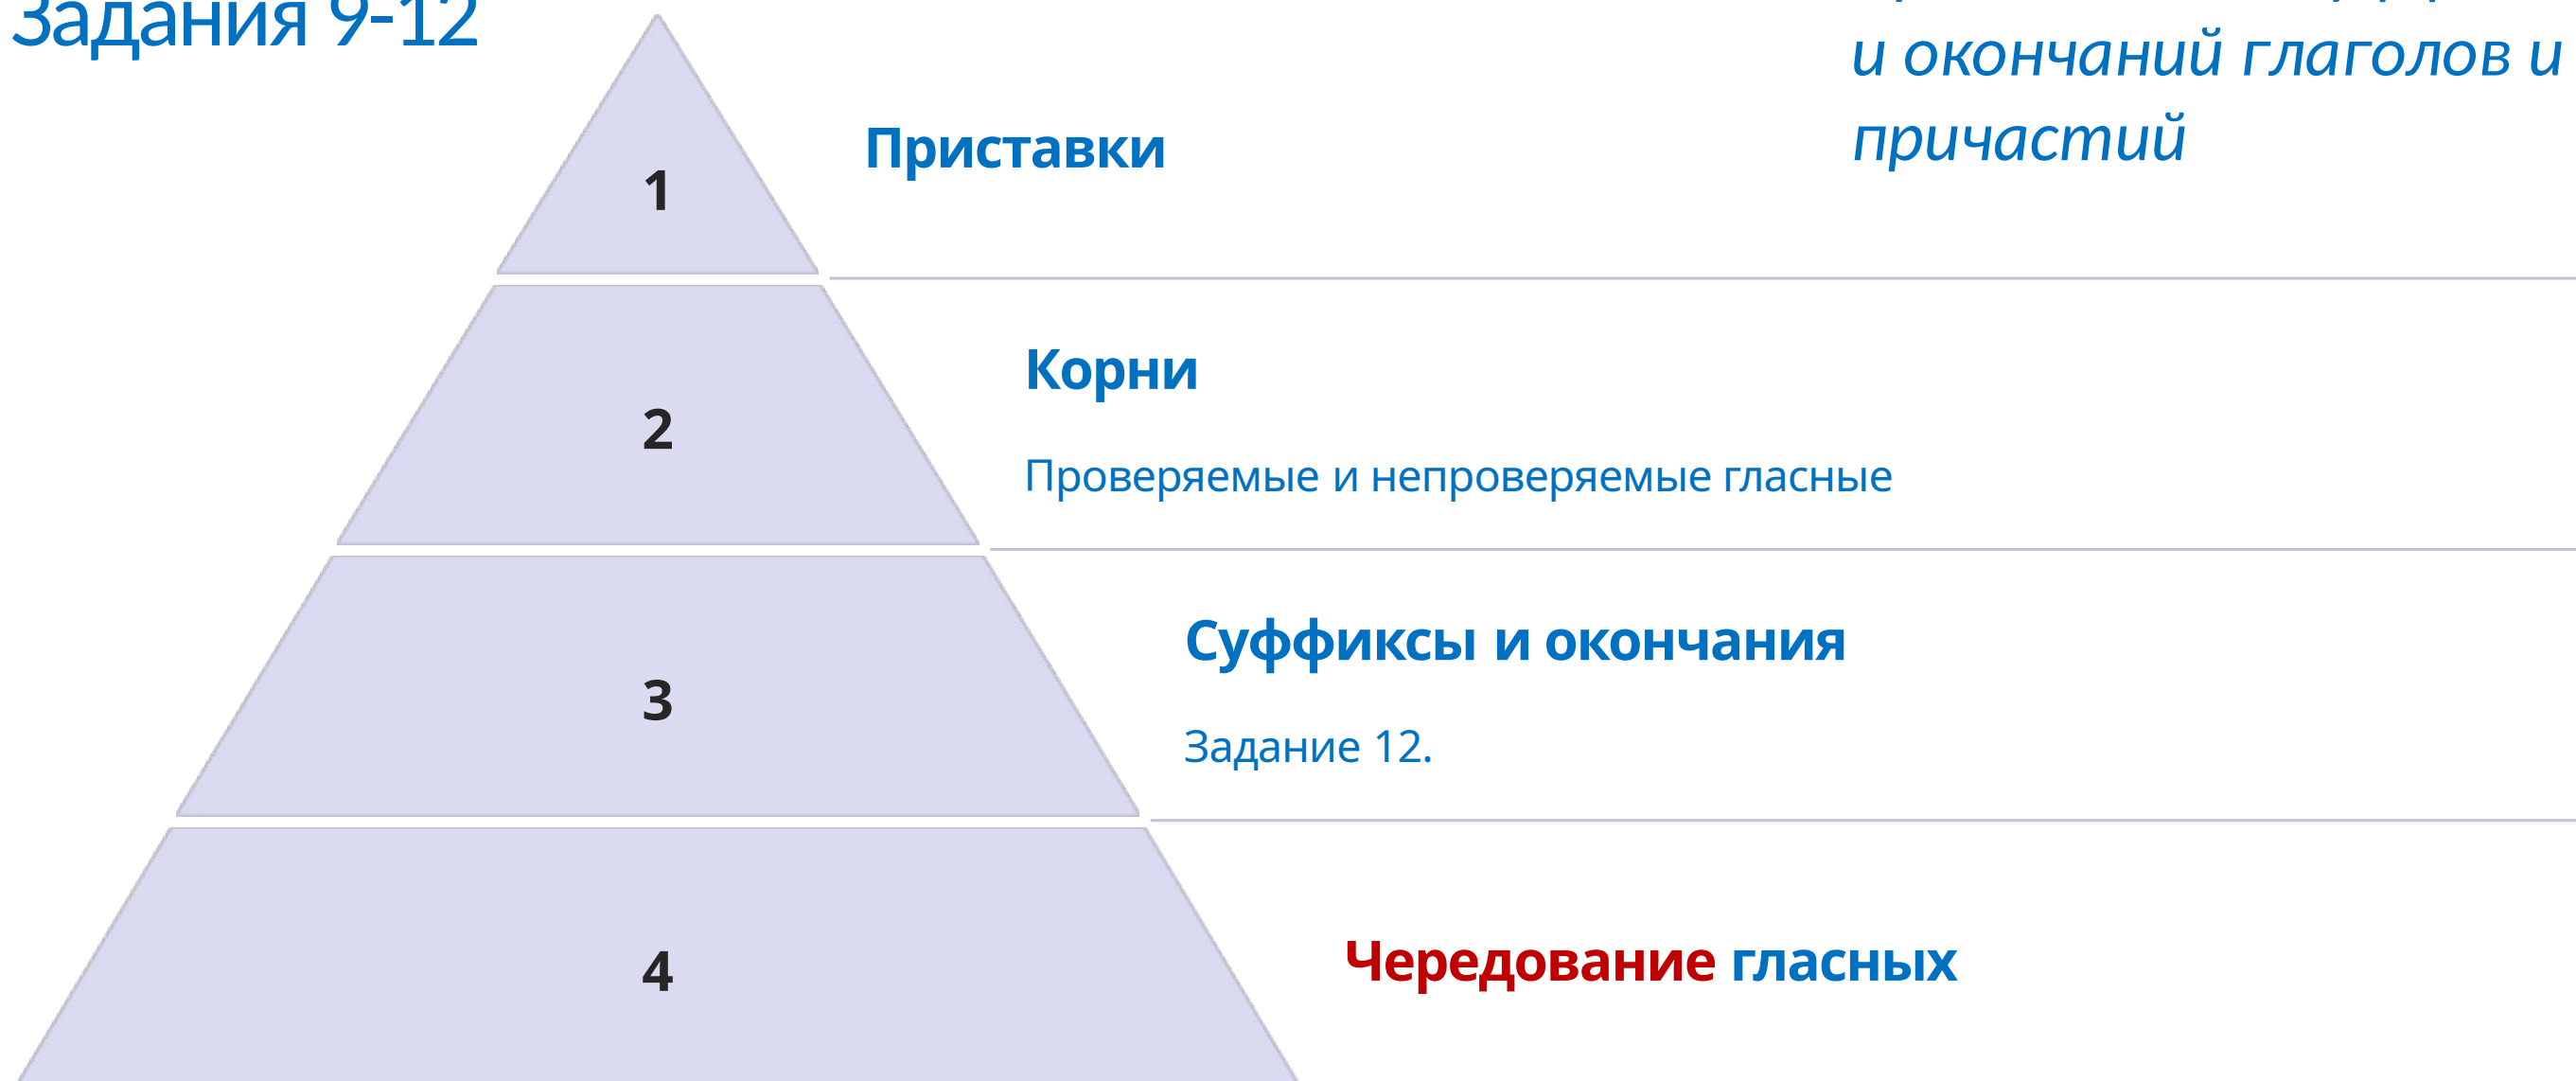 Задания 9-12
и окончаний глаголов и
причастий
1
Приставки
2
Корни
Проверяемые и непроверяемые гласные
3
Суффиксы и окончания
Задание 12.
4
Чередование гласных